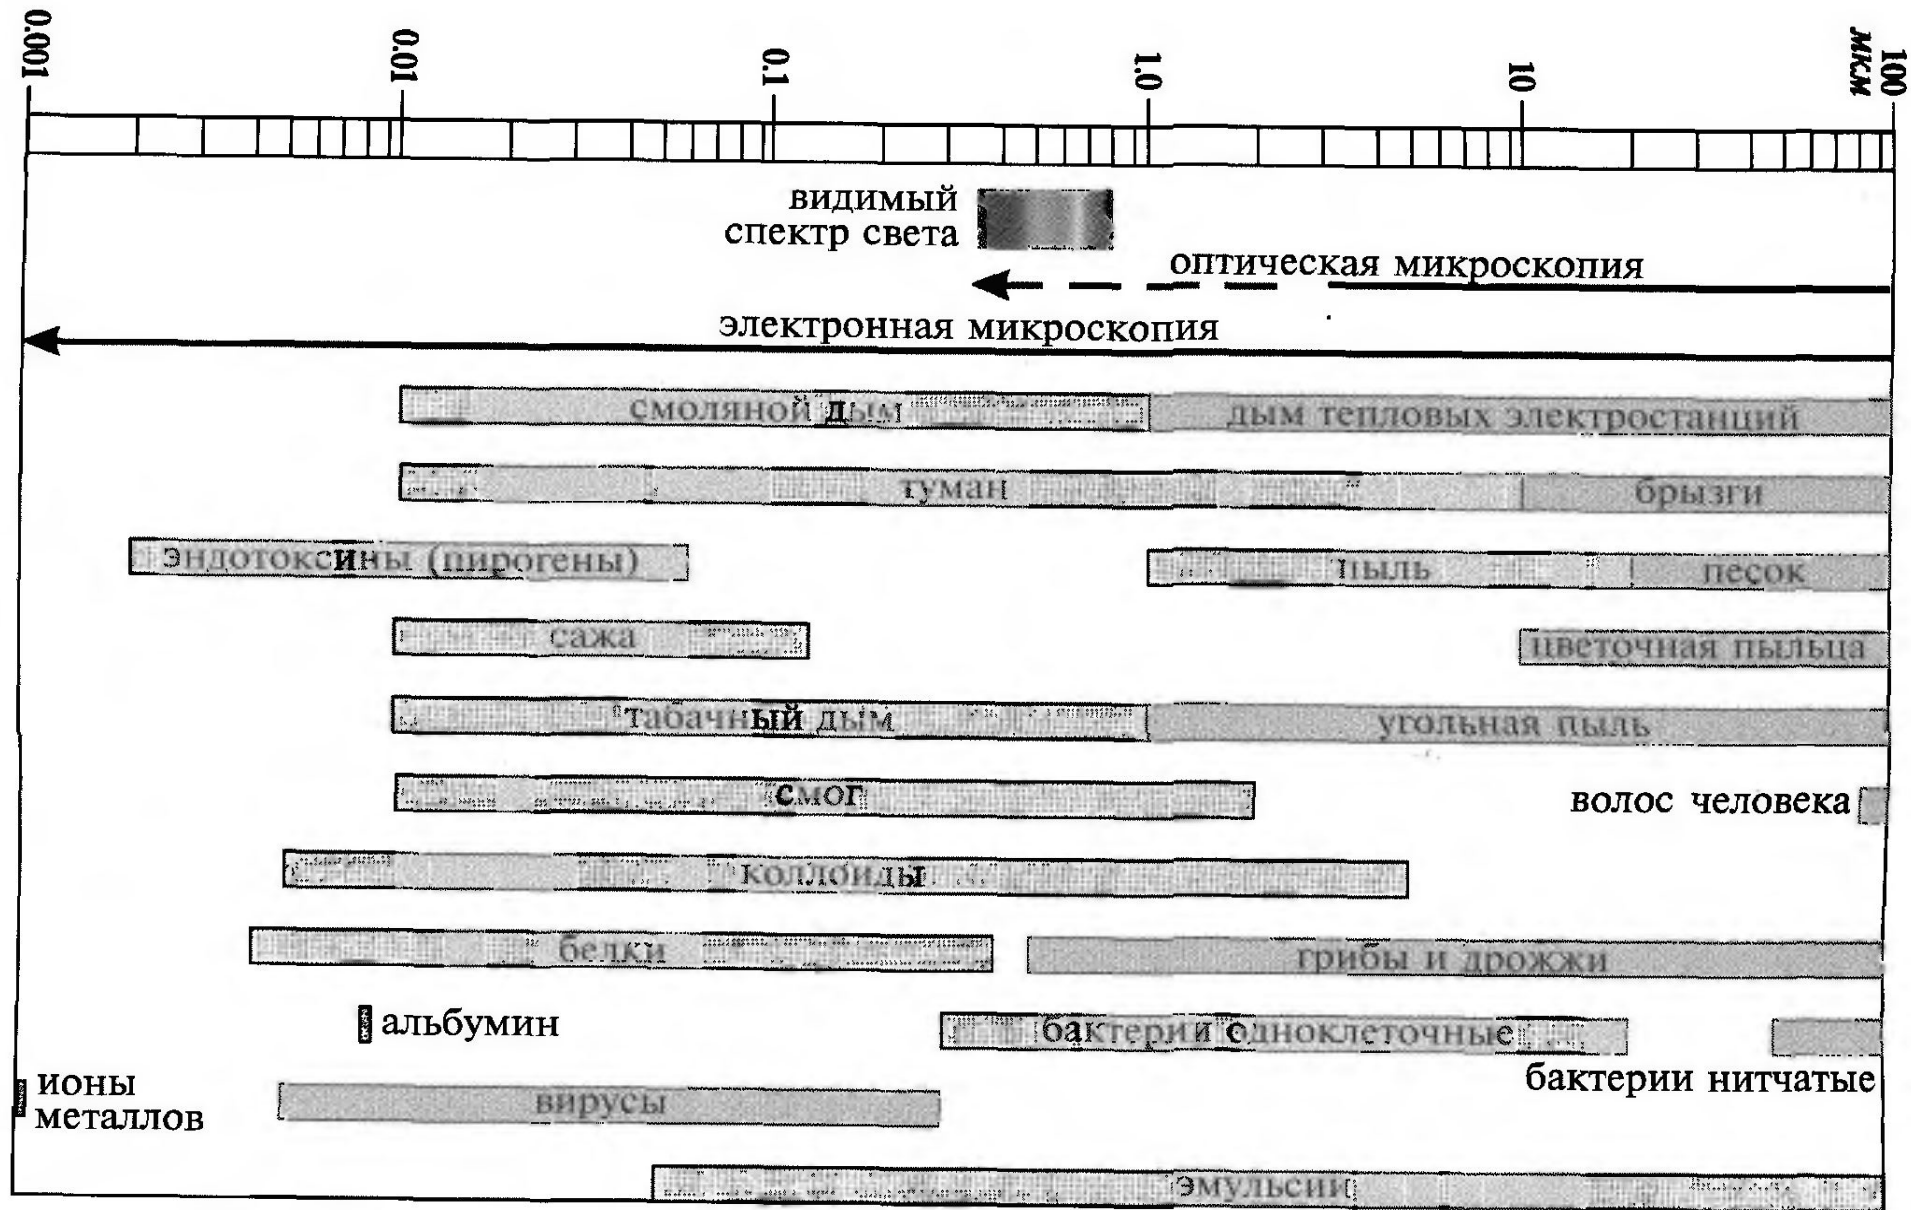 0.001
0.01
0.1
1.0
10
100
мкм
видимый
спектр света
оптическая микроскопия
электронная микроскопия
смоляной дым
дым тепловых электростанций
туман
брызги
эндотоксины (пирогены)
пыль
песок
сажа
цветочная пыльца
табачный дым
угольная пыль
смог
волос человека
коллоиды
белки
грибы и дрожжи
альбумин
бактерии одноклеточные
бактерии нитчатые
ионы
металлов
вирусы
эмульсии